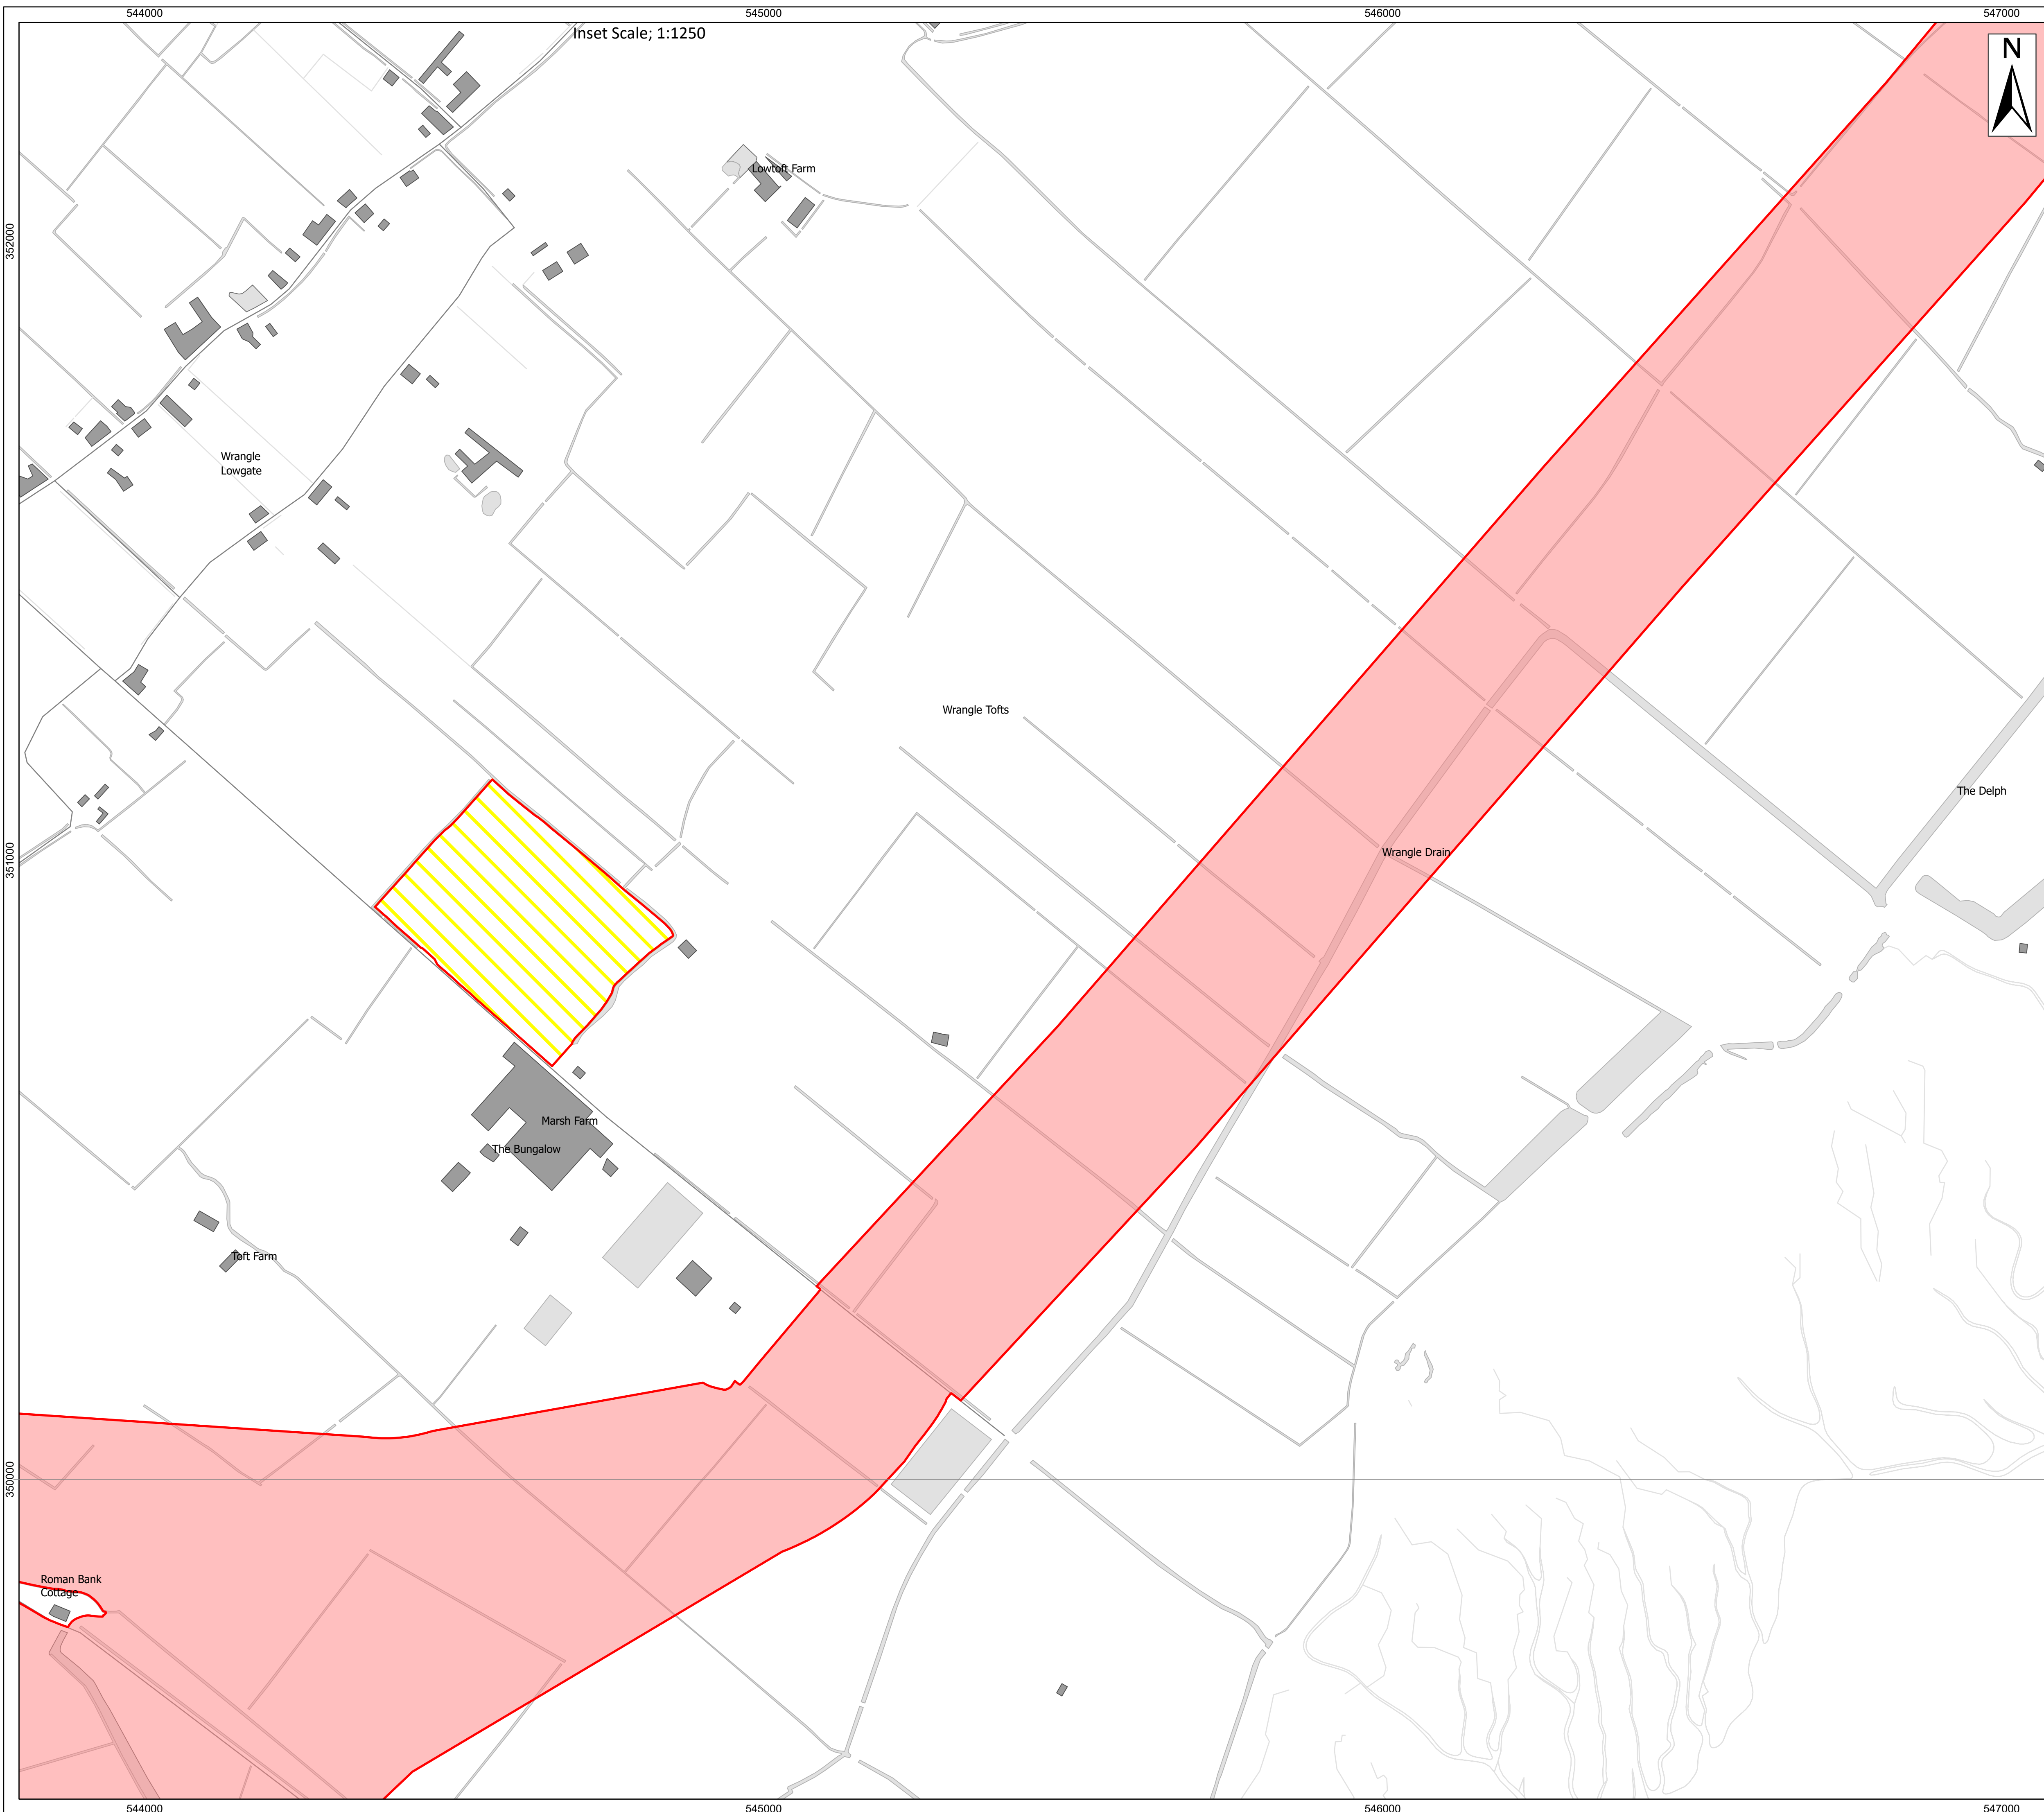 544000
545000
546000
547000
Inset Scale; 1:1250
N
Lowtoft Farm
352000
Wrangle
Lowgate
Wrangle Tofts
The Delph
351000
Wrangle Drain
Marsh Farm
The Bungalow
Toft Farm
350000
Roman Bank
Cottage
544000
545000
546000
547000